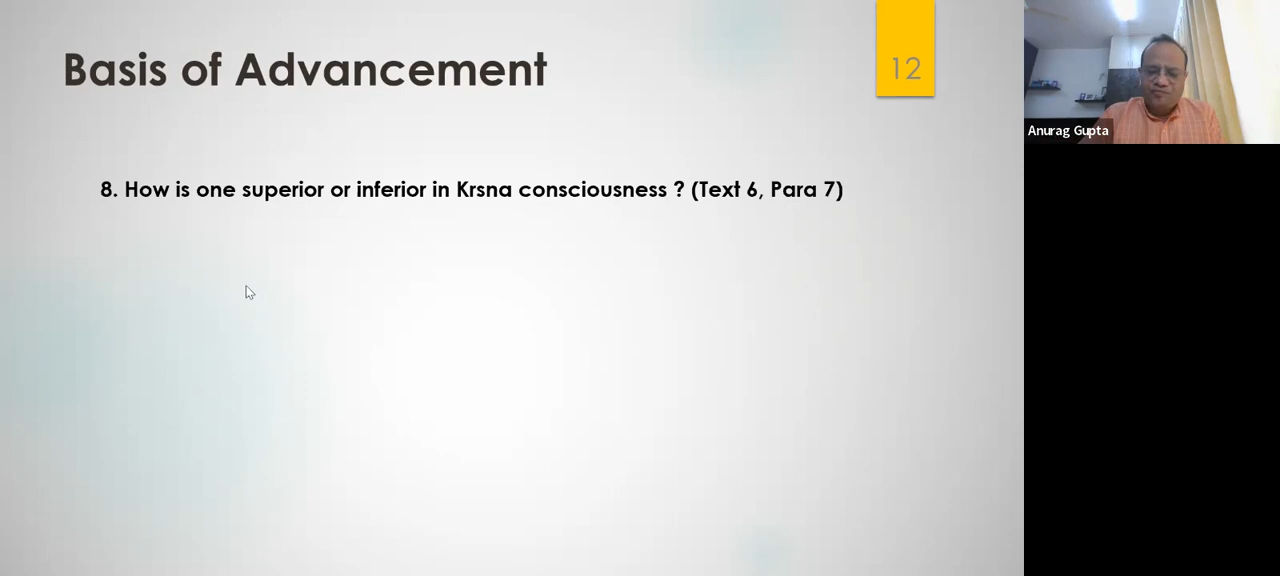 Basis of Advancement
12
8. How is one superior or inferior in Krsna consciousness ? (Text 6, Para 7)
Anurag Gupta